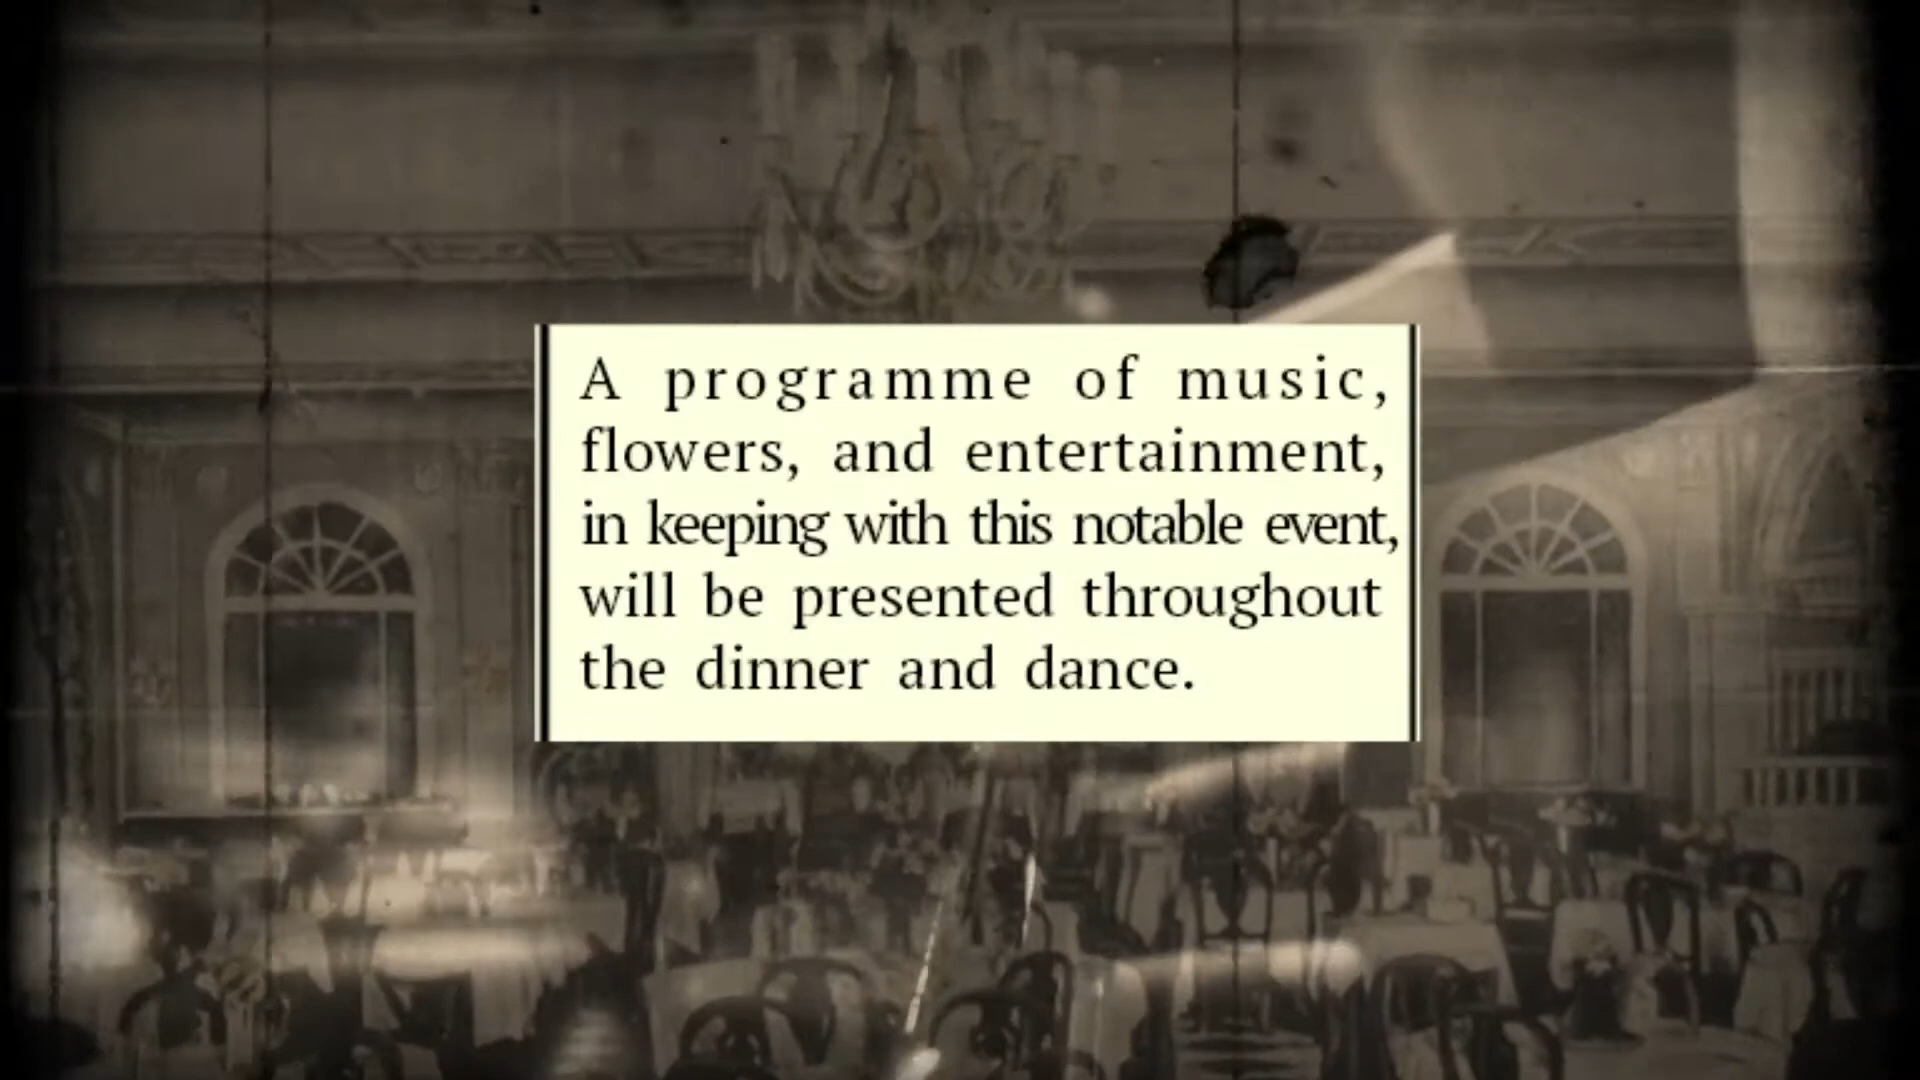 A programme of music,
flowers, and entertainment,
in keeping with this notable event,
will be presented throughout
the dinner and dance.